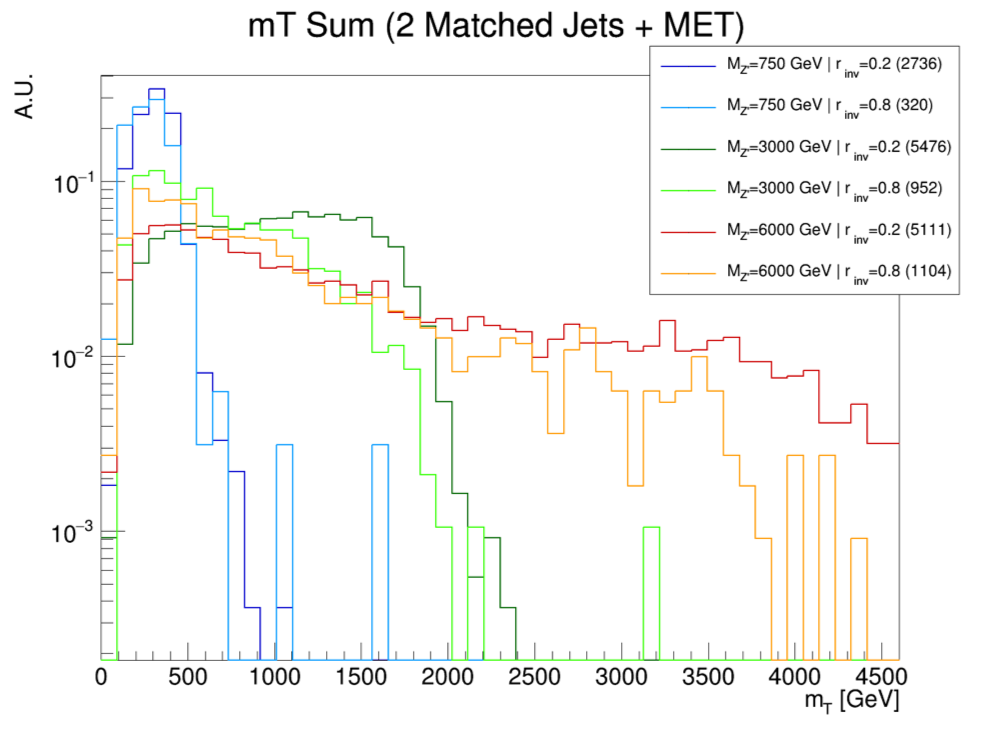 mT Sum (2 Matched Jets + MET)
A.U.
M_Z'=750 GeV | r_inv=0.2 (2736)
M_Z'=750 GeV | r_inv=0.8 (320)
M_Z'=3000 GeV | r_inv=0.2 (5476)
M_Z'=3000 GeV | r_inv=0.8 (952)
M_Z'=6000 GeV | r_inv=0.2 (5111)
M_Z'=6000 GeV | r_inv=0.8 (1104)
10⁻¹
10⁻²
10⁻³
0 500 1000 1500 2000 2500 3000 3500 4000 4500
m_T [GeV]